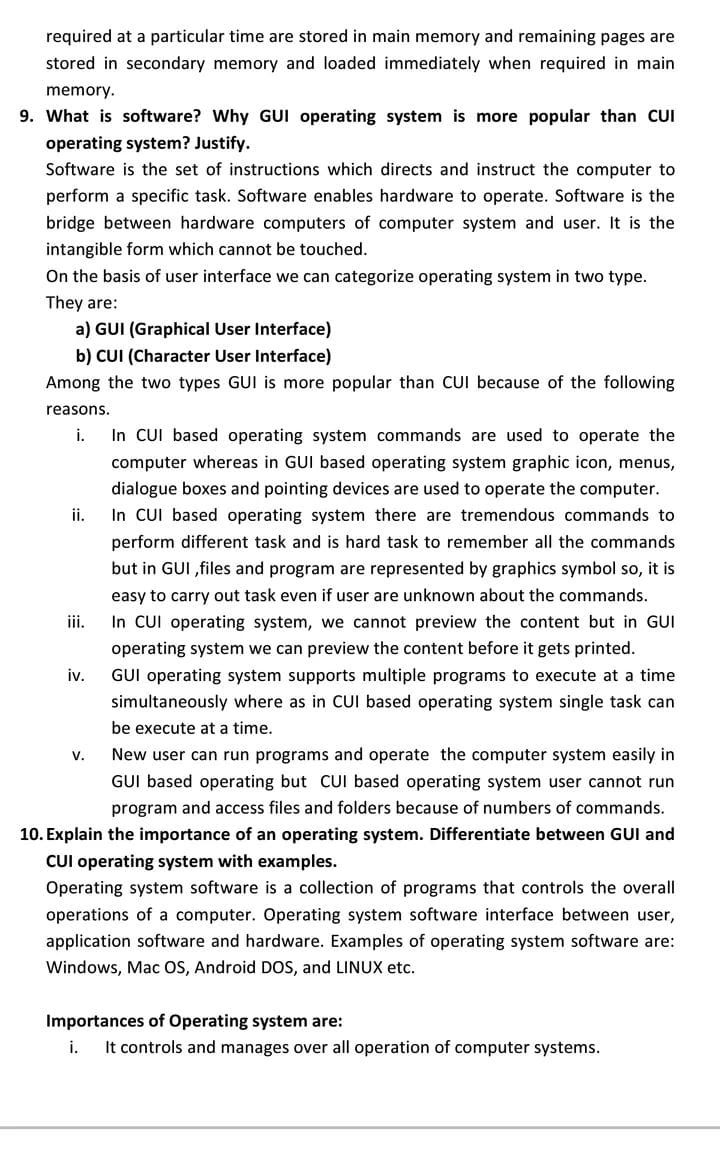 required at a particular time are stored in main memory and remaining pages are
stored in secondary memory and loaded immediately when required in main
memory.
9. What is software? Why GUI operating system is more popular than CUI
operating system? Justify.
Software is the set of instructions which directs and instruct the computer to
perform a specific task. Software enables hardware to operate. Software is the
bridge between hardware computers of computer system and user. It is the
intangible form which cannot be touched.
On the basis of user interface we can categorize operating system in two type.
They are:
a) GUI (Graphical User Interface)
b) CUI (Character User Interface)
Among the two types GUI is more popular than CUI because of the following
reasons.
i. In CUI based operating system commands are used to operate the
computer whereas in GUI based operating system graphic icon, menus,
dialogue boxes and pointing devices are used to operate the computer.
ii. In CUI based operating system there are tremendous commands to
perform different task and is hard task to remember all the commands
but in GUI ,files and program are represented by graphics symbol so, it is
easy to carry out task even if user are unknown about the commands.
iii. In CUI operating system, we cannot preview the content but in GUI
operating system we can preview the content before it gets printed.
iv. GUI operating system supports multiple programs to execute at a time
simultaneously where as in CUI based operating system single task can
be execute at a time.
v. New user can run programs and operate the computer system easily in
GUI based operating but CUI based operating system user cannot run
program and access files and folders because of numbers of commands.
10. Explain the importance of an operating system. Differentiate between GUI and
CUI operating system with examples.
Operating system software is a collection of programs that controls the overall
operations of a computer. Operating system software interface between user,
application software and hardware. Examples of operating system software are:
Windows, Mac OS, Android DOS, and LINUX etc.
Importances of Operating system are:
i. It controls and manages over all operation of computer systems.